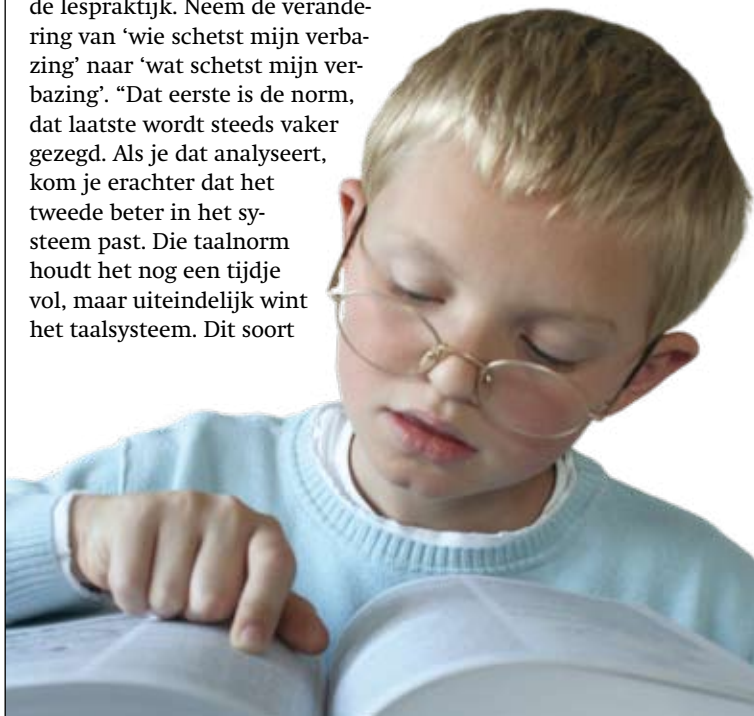 de lespraktijk. Neem de verande-
ring van ‘wie schetst mijn verba-
zing’ naar ‘wat schetst mijn ver-
bazing’. “Dat eerste is de norm,
dat laatste wordt steeds vaker
gezegd. Als je dat analyseert,
kom je erachter dat het
tweede beter in het sy-
steem past. Die taalnorm
houdt het nog een tijdje
vol, maar uiteindelijk wint
het taalsysteem. Dit soort